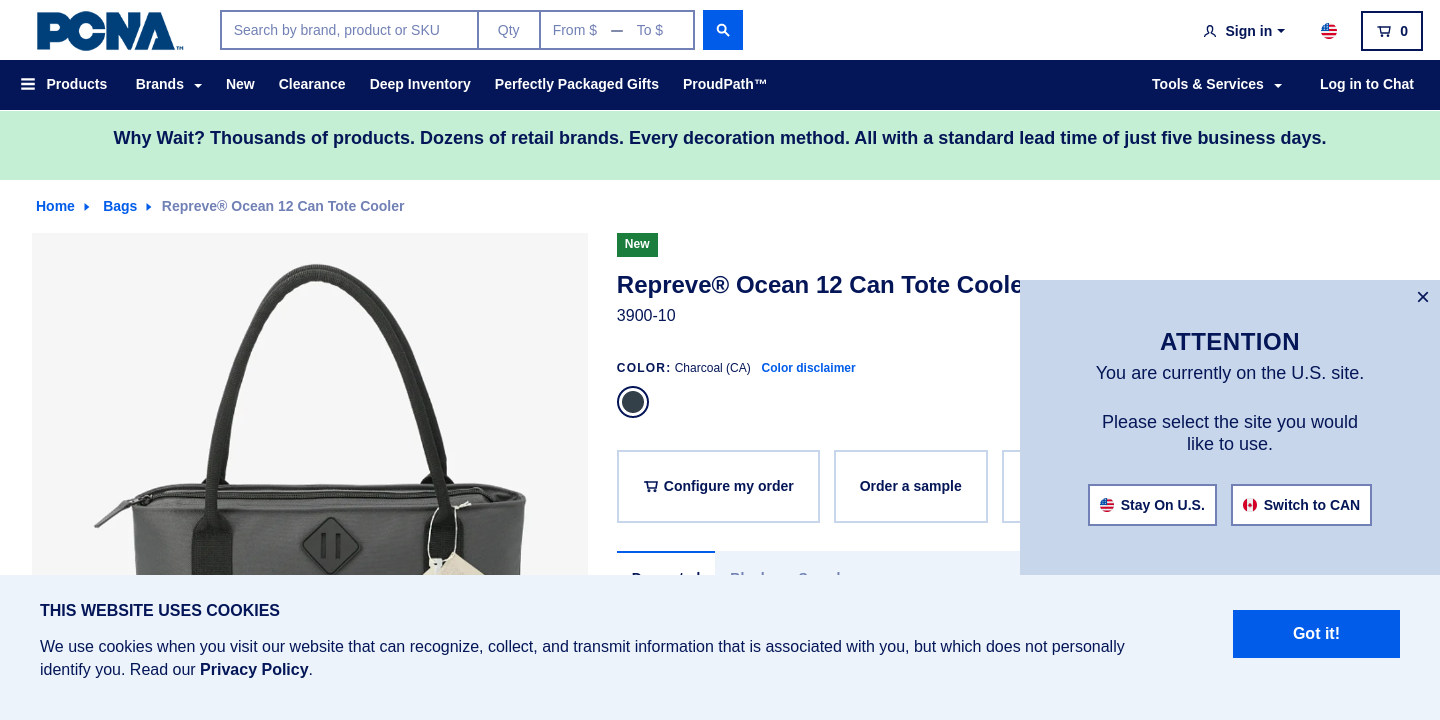 PCNA™
Search by brand, product or SKU
Qty
From $ — To $
Sign in
0
Products
Brands
New
Clearance
Deep Inventory
Perfectly Packaged Gifts
ProudPath™
Tools & Services
Log in to Chat
Why Wait? Thousands of products. Dozens of retail brands. Every decoration method. All with a standard lead time of just five business days.
Home
Bags
Repreve® Ocean 12 Can Tote Cooler
New
Repreve® Ocean 12 Can Tote Coole
3900-10
COLOR: Charcoal (CA) Color disclaimer
Configure my order
Order a sample
×
ATTENTION
You are currently on the U.S. site.
Please select the site you would
like to use.
Stay On U.S.
Switch to CAN
THIS WEBSITE USES COOKIES
We use cookies when you visit our website that can recognize, collect, and transmit information that is associated with you, but which does not personally
identify you. Read our Privacy Policy.
Got it!